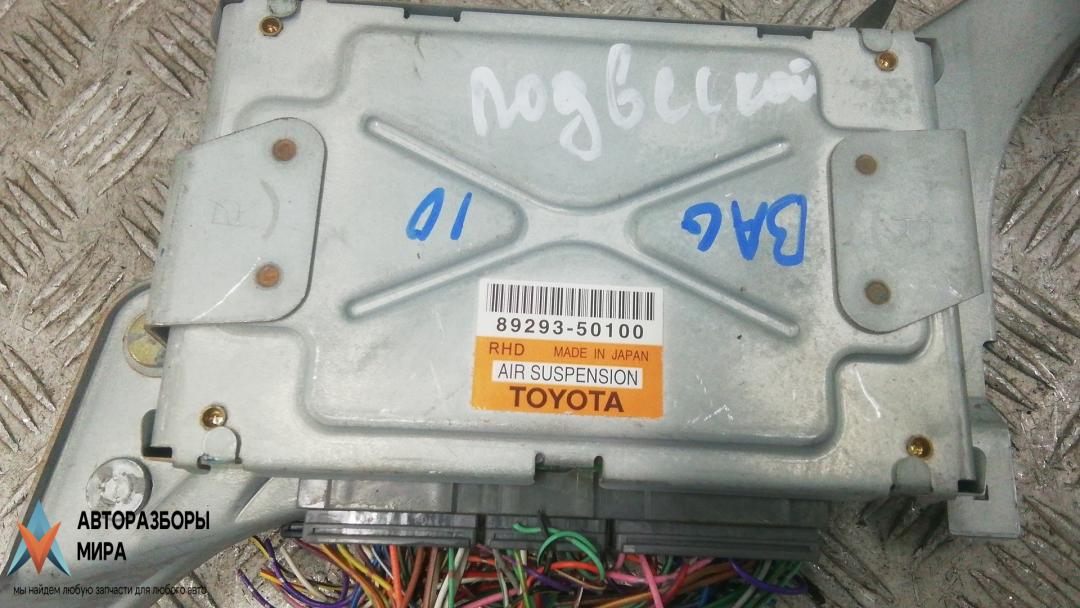 подвеской
10
BAG
89293-50100
RHD MADE IN JAPAN
AIR SUSPENSION
TOYOTA
АВТОРАЗБОРЫ
МИРА
мы найдем любую запчасти для любого авто